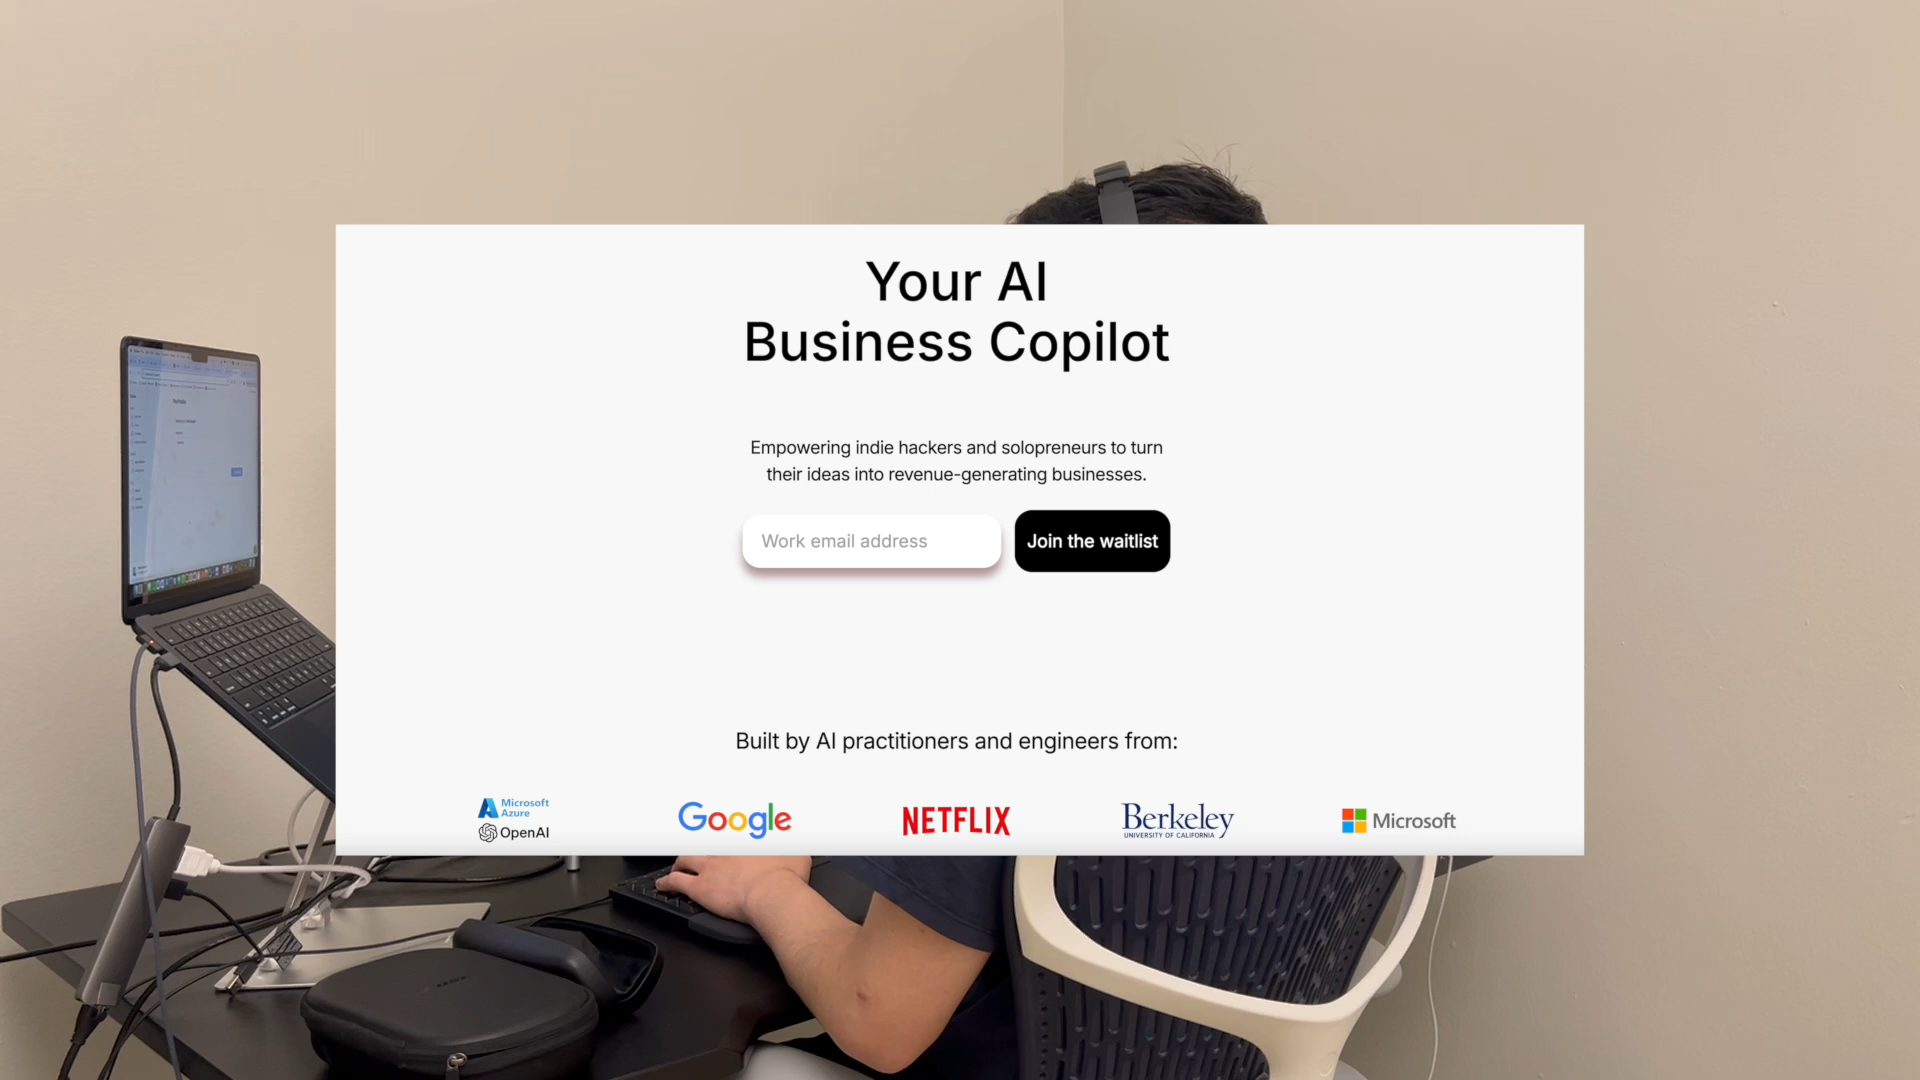 Your AI
Business Copilot
Empowering indie hackers and solopreneurs to turn
their ideas into revenue-generating businesses.
Work email address
Join the waitlist
Built by AI practitioners and engineers from:
Microsoft
Azure
OpenAI
Google
NETFLIX
Berkeley
UNIVERSITY OF CALIFORNIA
Microsoft